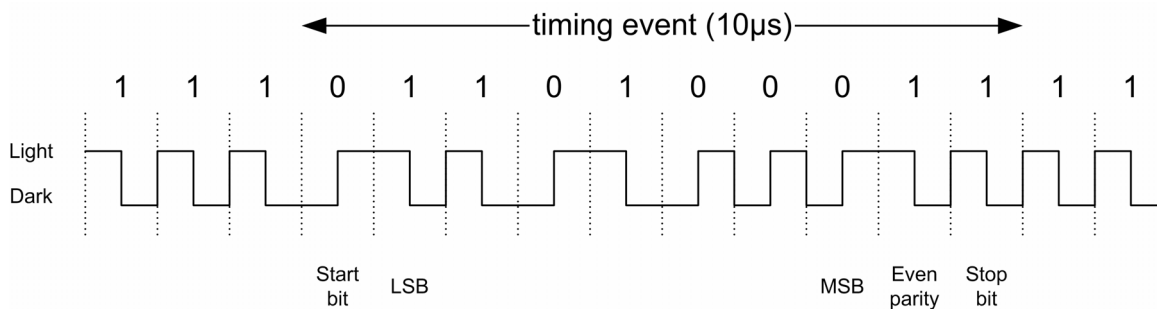 timing event (10µs)
1 1 1 0 1 1 0 1 0 0 0 1 1 1 1
Light
Dark
Start bit
LSB
MSB
Even parity
Stop bit